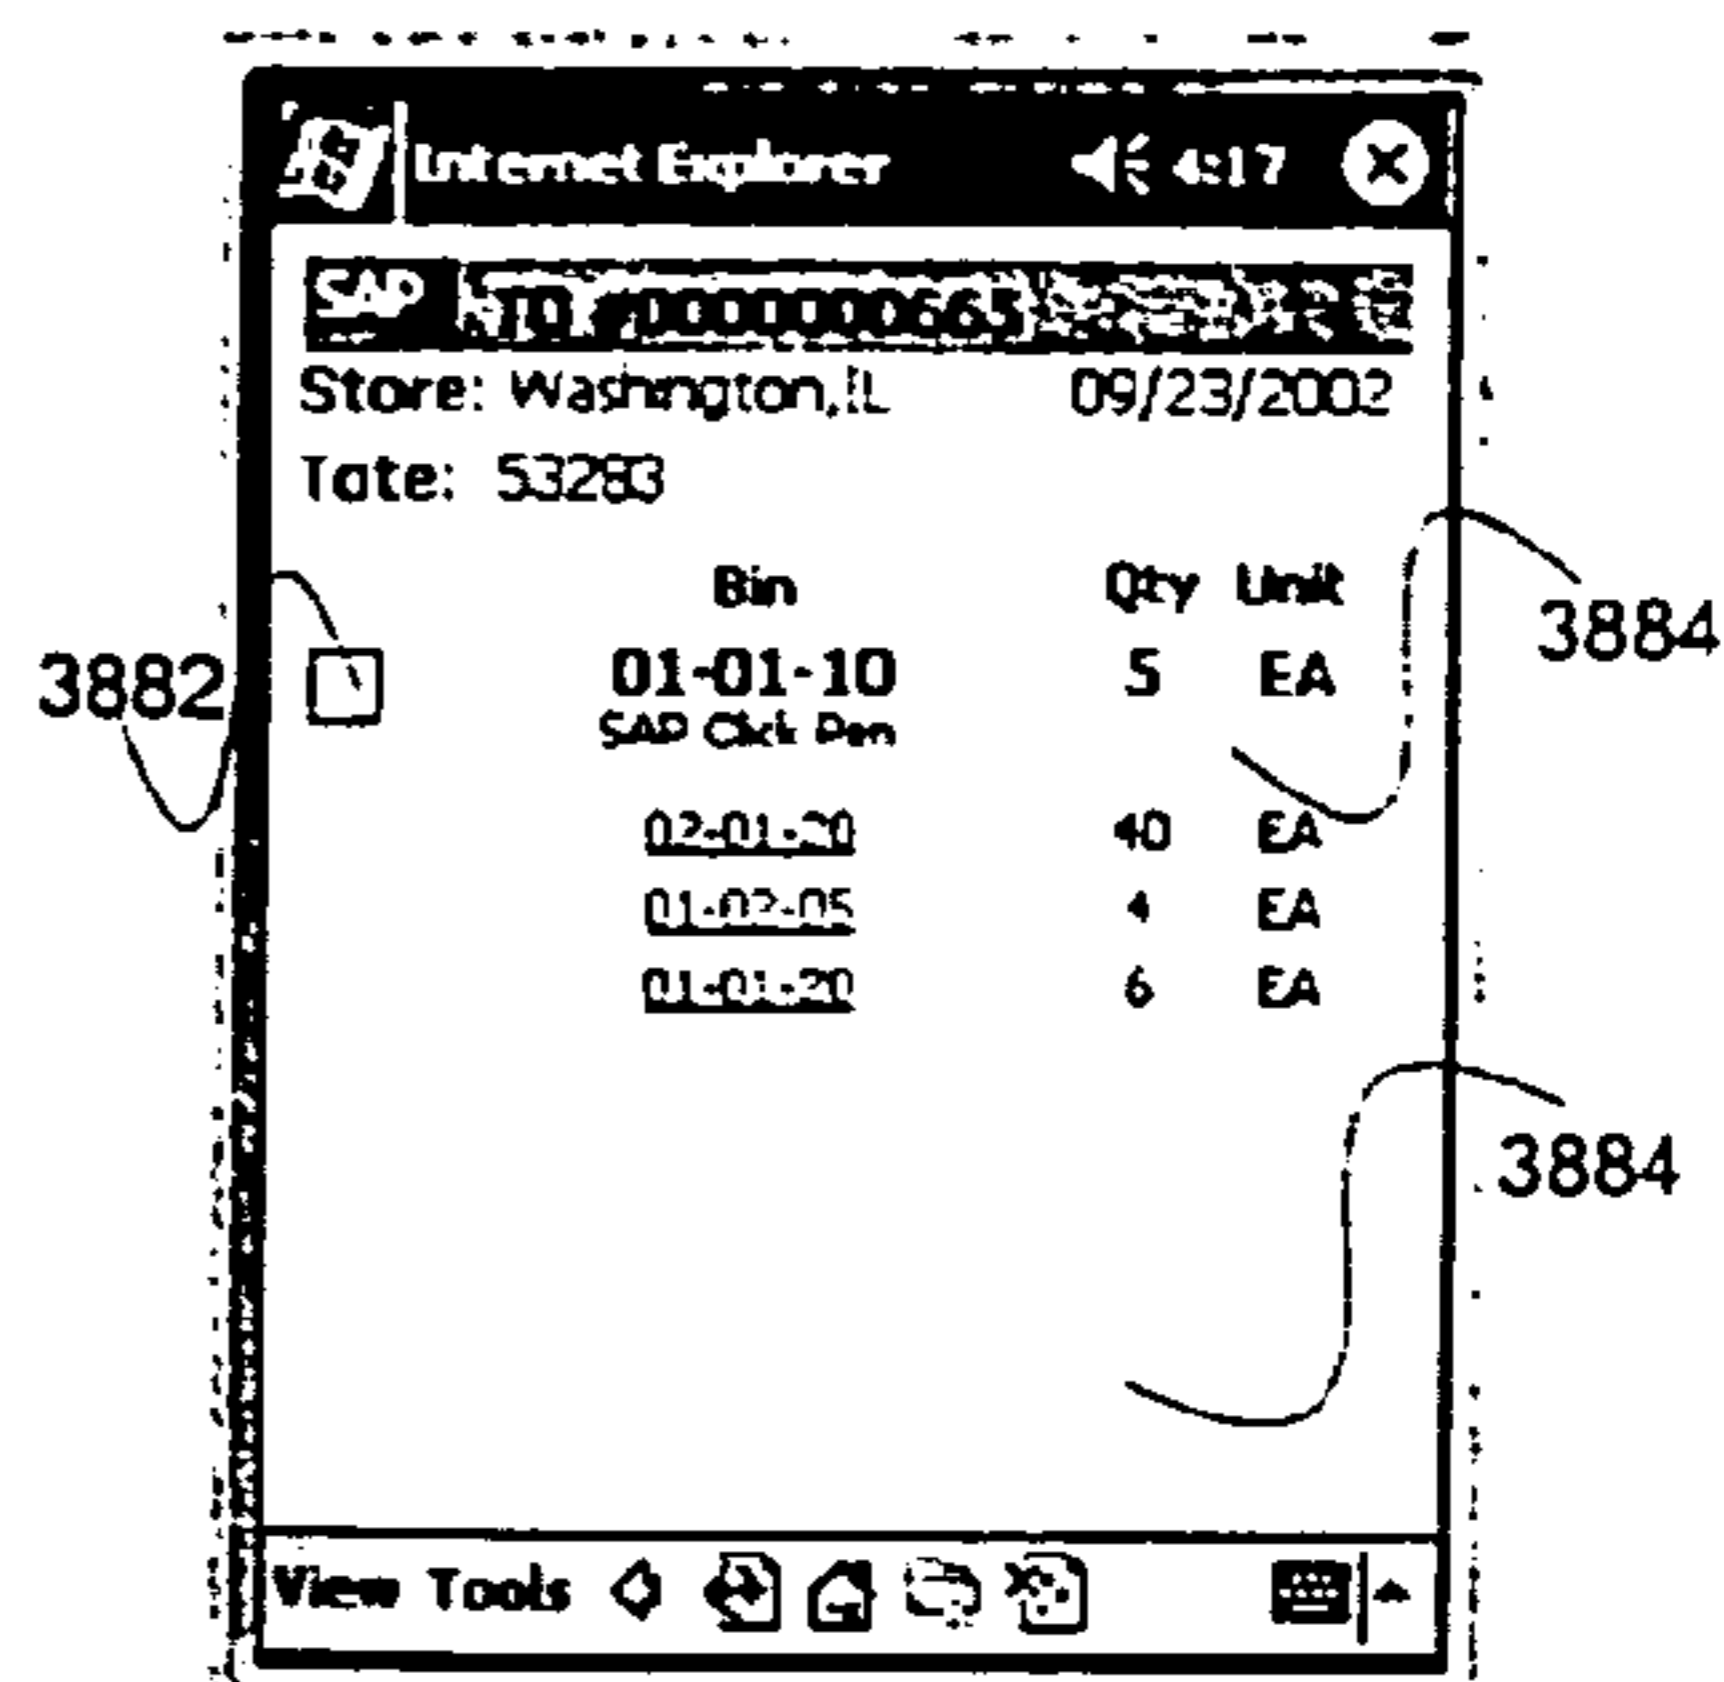 Internet Explorer 4:17
SAP TO #0000000665
Store: Washington, IL 09/23/2002
Tote: 53283
Bin Qty Unit
3884
3882
01-01-10 5 EA
SAP Click Pen
02-01-20 40 EA
01-02-05 4 EA
01-01-20 6 EA
3884
View Tools